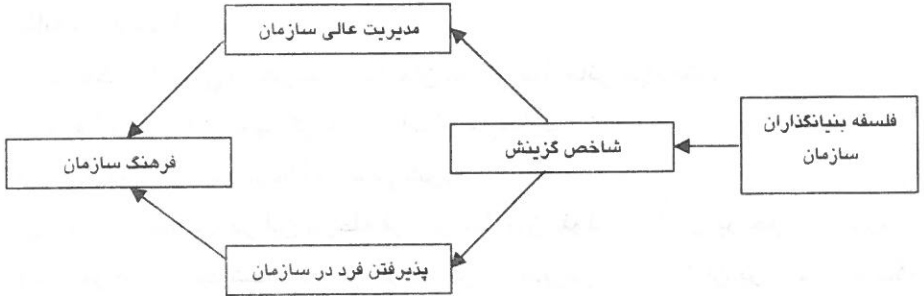 مدیریت عالی سازمان
فلسفه بنیانگذاران
سازمان
شاخص گزینش
فرهنگ سازمان
پذیرفتن فرد در سازمان